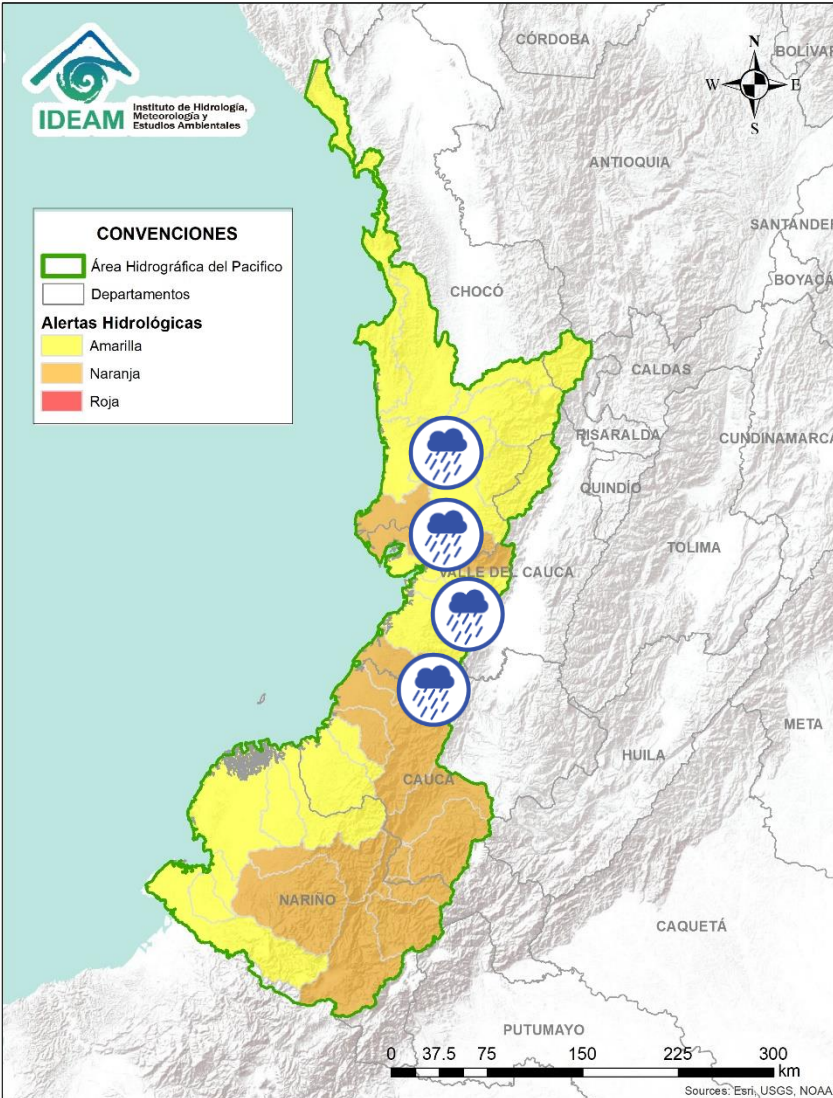 IDEAM
Instituto de Hidrología,
Meteorología y
Estudios Ambientales
CÓRDOBA
BOLÍVAR
N
W
E
S
ANTIOQUIA
CONVENCIONES
Área Hidrográfica del Pacifico
Departamentos
Alertas Hidrológicas
Amarilla
Naranja
Roja
SANTANDER
BOYACÁ
CHOCÓ
CALDAS
RISARALDA
CUNDINAMARCA
QUINDÍO
TOLIMA
VALLE DEL CAUCA
META
HUILA
CAUCA
NARIÑO
CAQUETÁ
PUTUMAYO
0 37.5 75 150 225 300
km
Sources: Esri, USGS, NOAA